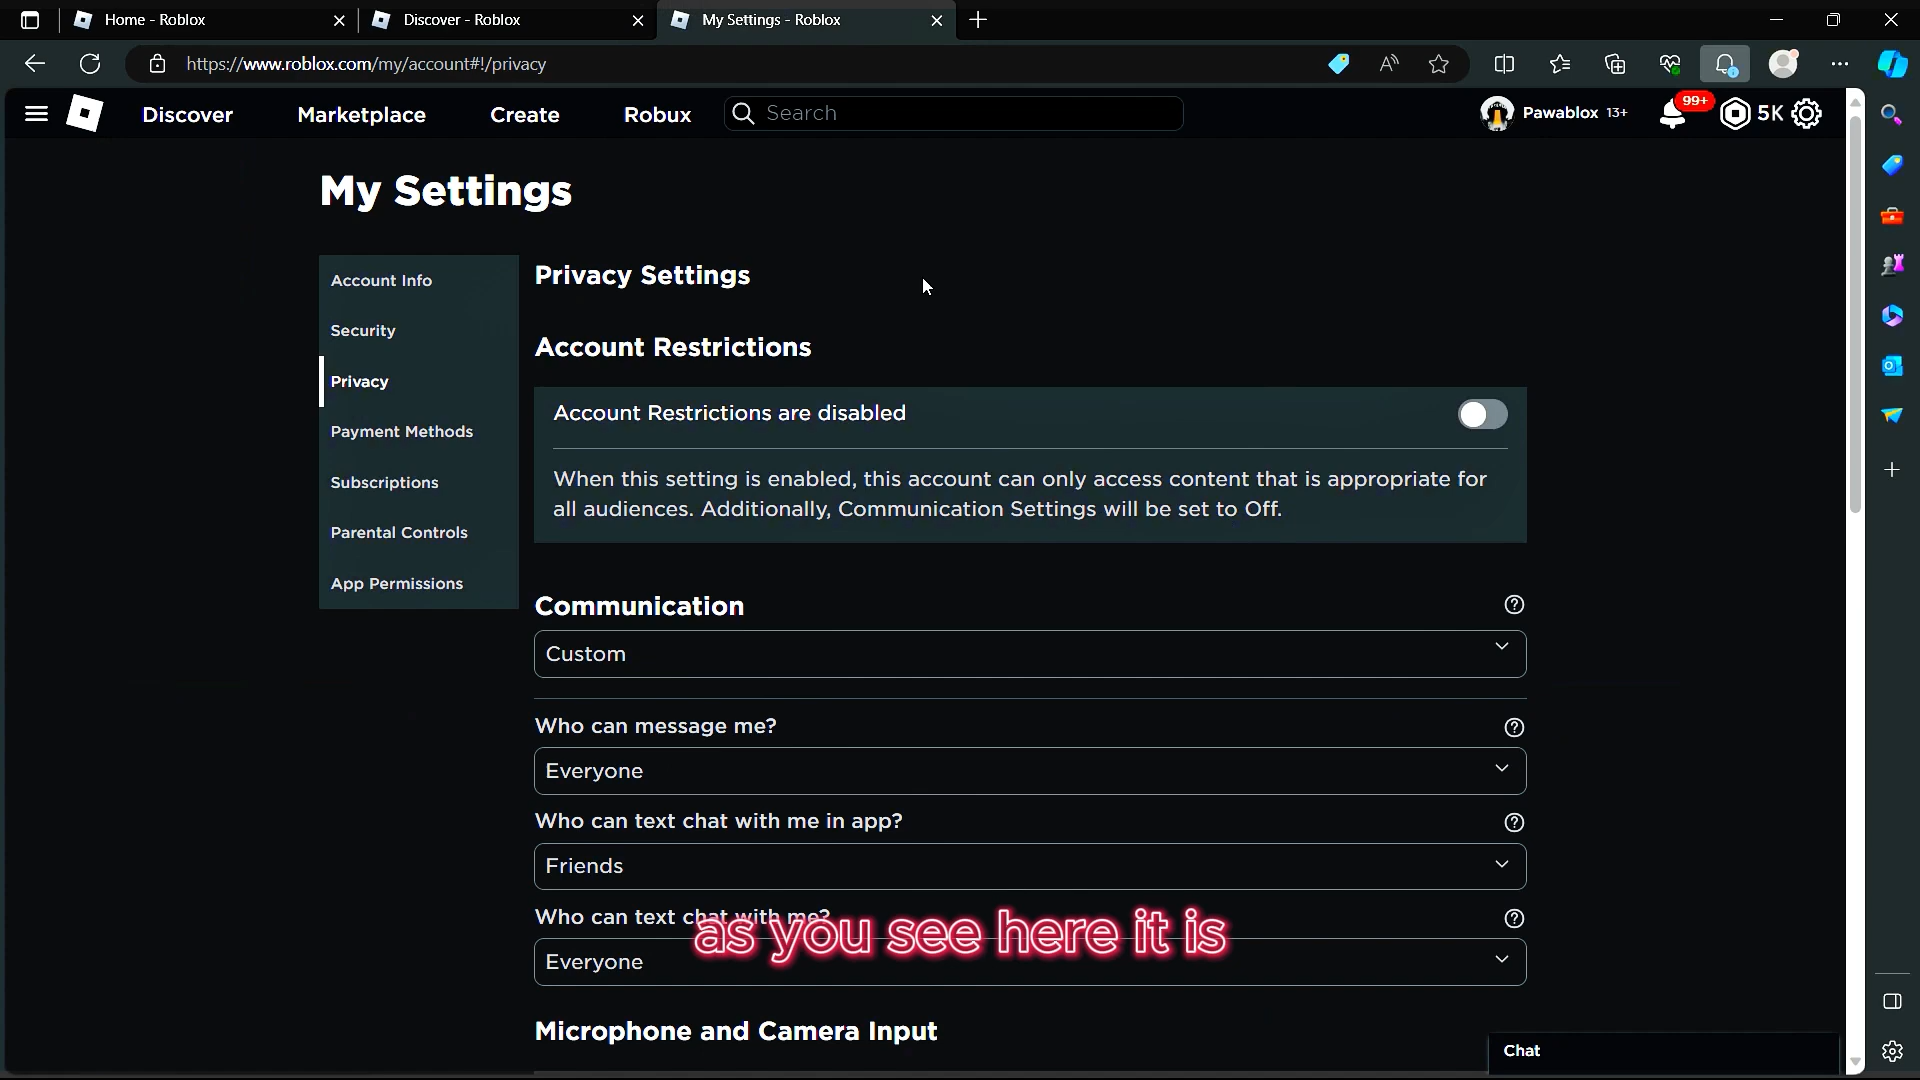 Home - Roblox
Discover - Roblox
My Settings - Roblox
https://www.roblox.com/my/account#!/privacy
Discover
Marketplace
Create
Robux
Search
Pawablox 13+
99+
5K
My Settings
Account Info
Security
Privacy
Payment Methods
Subscriptions
Parental Controls
App Permissions
Privacy Settings
Account Restrictions
Account Restrictions are disabled
When this setting is enabled, this account can only access content that is appropriate for
all audiences. Additionally, Communication Settings will be set to Off.
Communication
Custom
Who can message me?
Everyone
Who can text chat with me in app?
Friends
Who can text chat with me?
as you see here it is
Everyone
Microphone and Camera Input
Chat